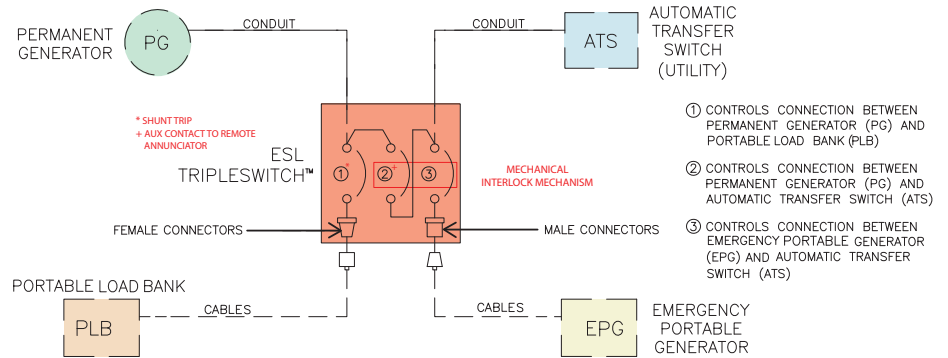 PERMANENT
GENERATOR
PG
CONDUIT
CONDUIT
ATS
AUTOMATIC
TRANSFER
SWITCH
(UTILITY)
* SHUNT TRIP
+ AUX CONTACT TO REMOTE
ANNUNCIATOR
ESL
TRIPLESWITCH™
1*
2+
3
MECHANICAL
INTERLOCK MECHANISM
FEMALE CONNECTORS
MALE CONNECTORS
① CONTROLS CONNECTION BETWEEN
PERMANENT GENERATOR (PG) AND
PORTABLE LOAD BANK (PLB)
② CONTROLS CONNECTION BETWEEN
PERMANENT GENERATOR (PG) AND
AUTOMATIC TRANSFER SWITCH (ATS)
③ CONTROLS CONNECTION BETWEEN
EMERGENCY PORTABLE GENERATOR
(EPG) AND AUTOMATIC TRANSFER
SWITCH (ATS)
PORTABLE LOAD BANK
PLB
CABLES
CABLES
EPG
EMERGENCY
PORTABLE
GENERATOR